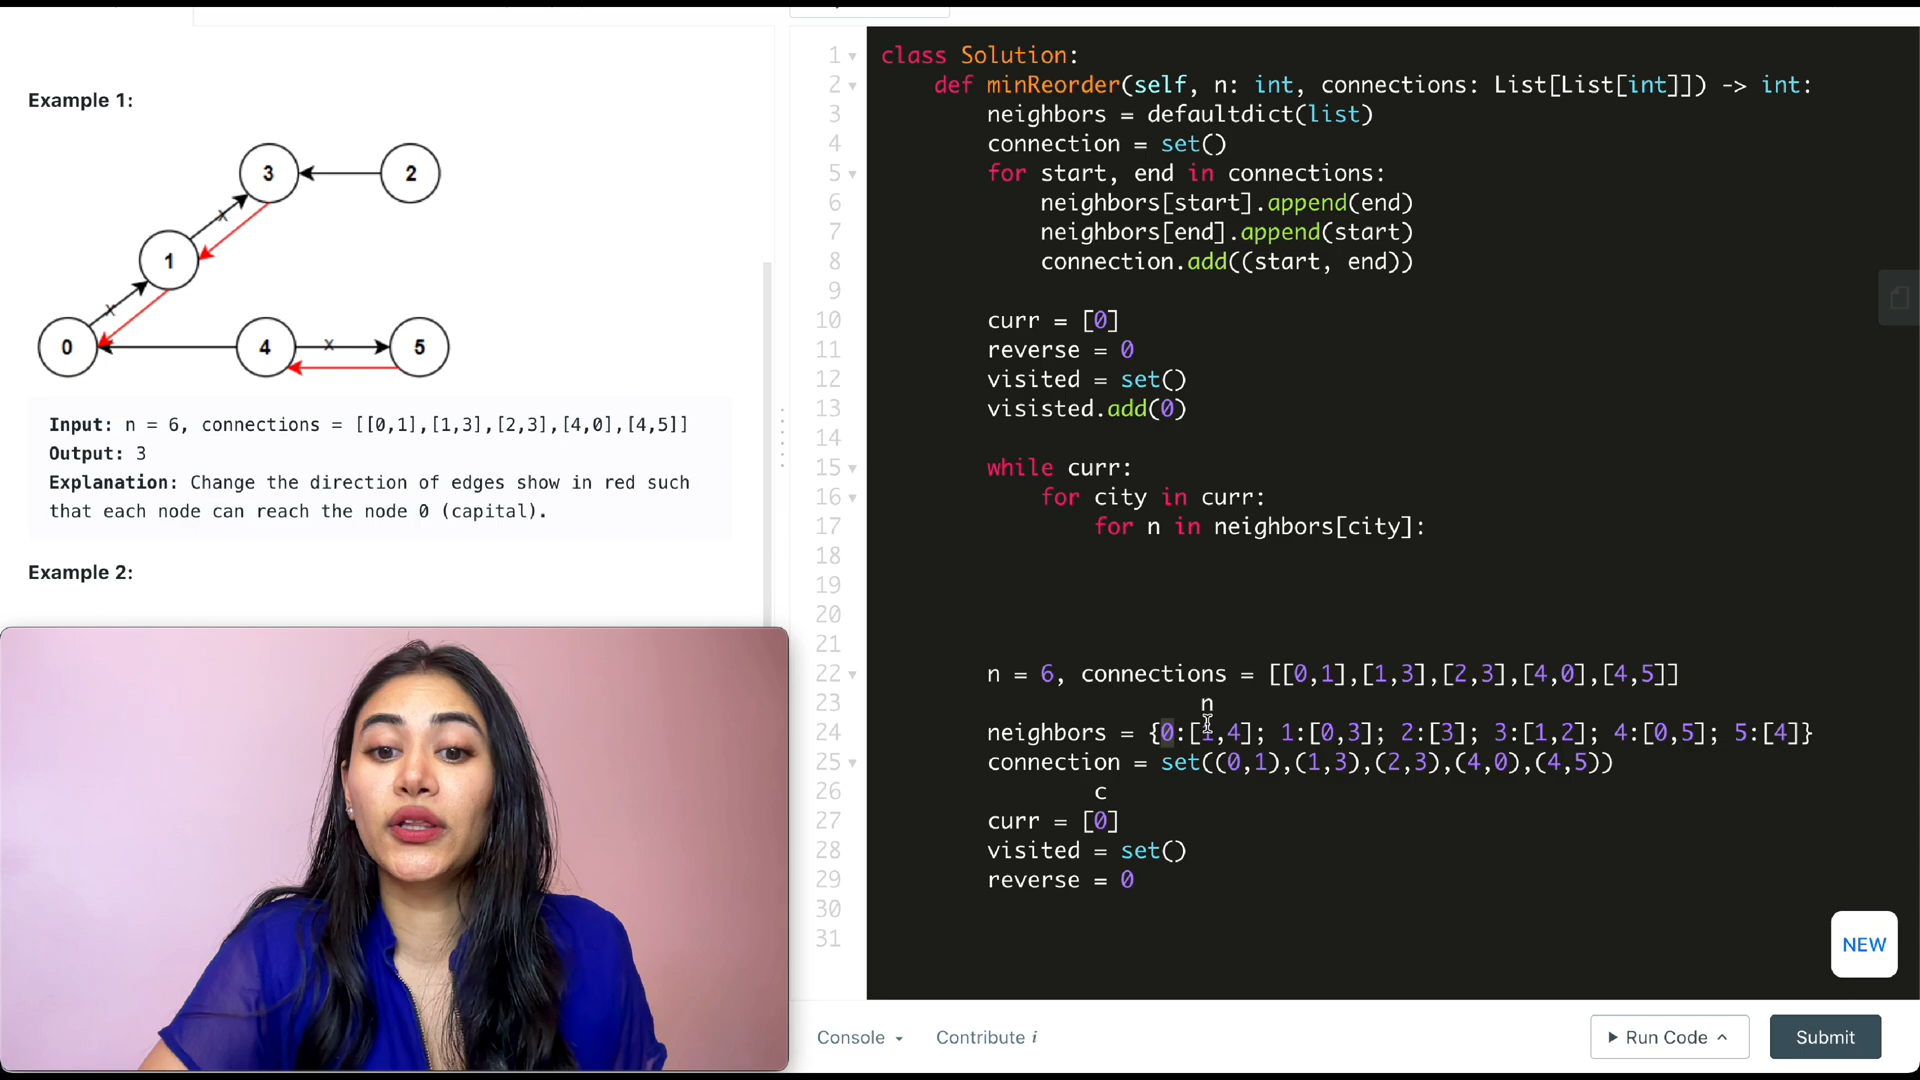 Example 1:
3
2
x
1
x
0
4
x
5
Input: n = 6, connections = [[0,1],[1,3],[2,3],[4,0],[4,5]]
Output: 3
Explanation: Change the direction of edges show in red such
that each node can reach the node 0 (capital).
Example 2:
1 class Solution:
2 def minReorder(self, n: int, connections: List[List[int]]) -> int:
3 neighbors = defaultdict(list)
4 connection = set()
5 for start, end in connections:
6 neighbors[start].append(end)
7 neighbors[end].append(start)
8 connection.add((start, end))
9
10 curr = [0]
11 reverse = 0
12 visited = set()
13 visisted.add(0)
14
15 while curr:
16 for city in curr:
17 for n in neighbors[city]:
18
19
20
21
22 n = 6, connections = [[0,1],[1,3],[2,3],[4,0],[4,5]]
23 n
24 neighbors = {0:[1,4]; 1:[0,3]; 2:[3]; 3:[1,2]; 4:[0,5]; 5:[4]}
25 connection = set((0,1),(1,3),(2,3),(4,0),(4,5))
26 c
27 curr = [0]
28 visited = set()
29 reverse = 0
30
31
NEW
Console
Contribute i
Run Code
Submit